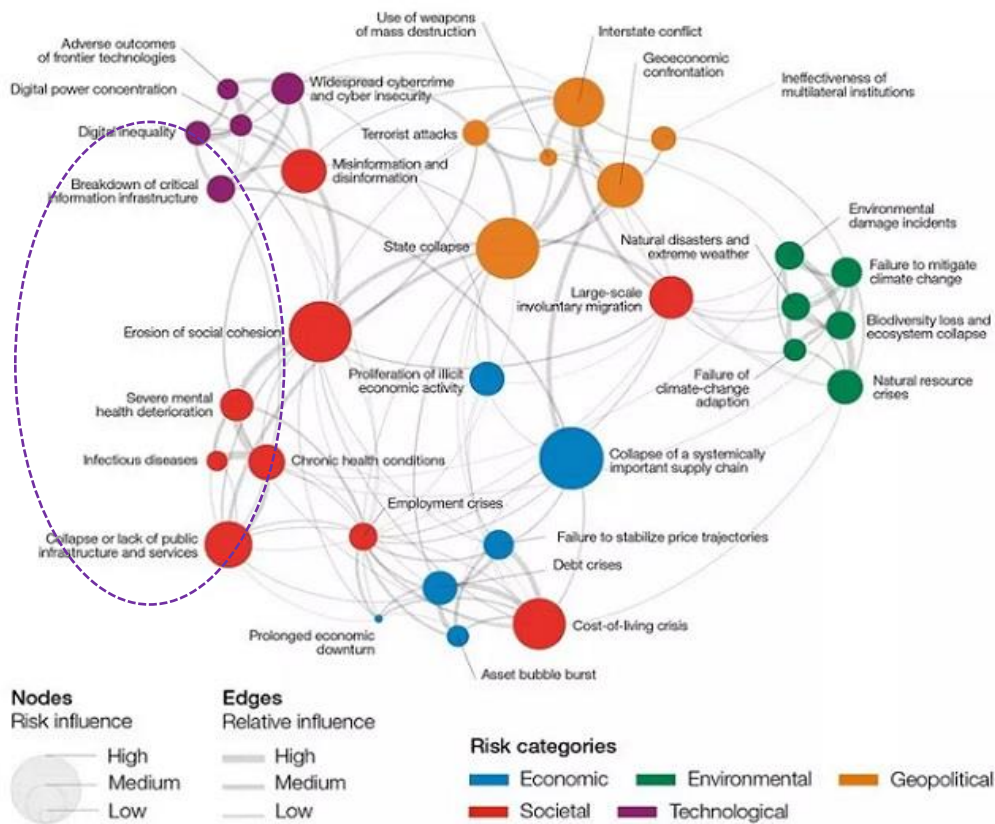 Use of weapons
of mass destruction
Interstate conflict
Adverse outcomes
of frontier technologies
Geoeconomic
confrontation
Digital power concentration
Widespread cybercrime
and cyber insecurity
Ineffectiveness of
multilateral institutions
Digital inequality
Terrorist attacks
Misinformation and
disinformation
Breakdown of critical
information infrastructure
Environmental
damage incidents
State collapse
Natural disasters and
extreme weather
Failure to mitigate
climate change
Large-scale
involuntary migration
Erosion of social cohesion
Biodiversity loss and
ecosystem collapse
Proliferation of illicit
economic activity
Failure of
climate-change
adaption
Natural resource
crises
Severe mental
health deterioration
Infectious diseases
Chronic health conditions
Collapse of a systemically
important supply chain
Employment crises
Collapse or lack of public
infrastructure and services
Failure to stabilize price trajectories
Debt crises
Cost-of-living crisis
Prolonged economic
downturn
Asset bubble burst
Nodes
Risk influence
High
Medium
Low
Edges
Relative influence
High
Medium
Low
Risk categories
Economic
Environmental
Geopolitical
Societal
Technological